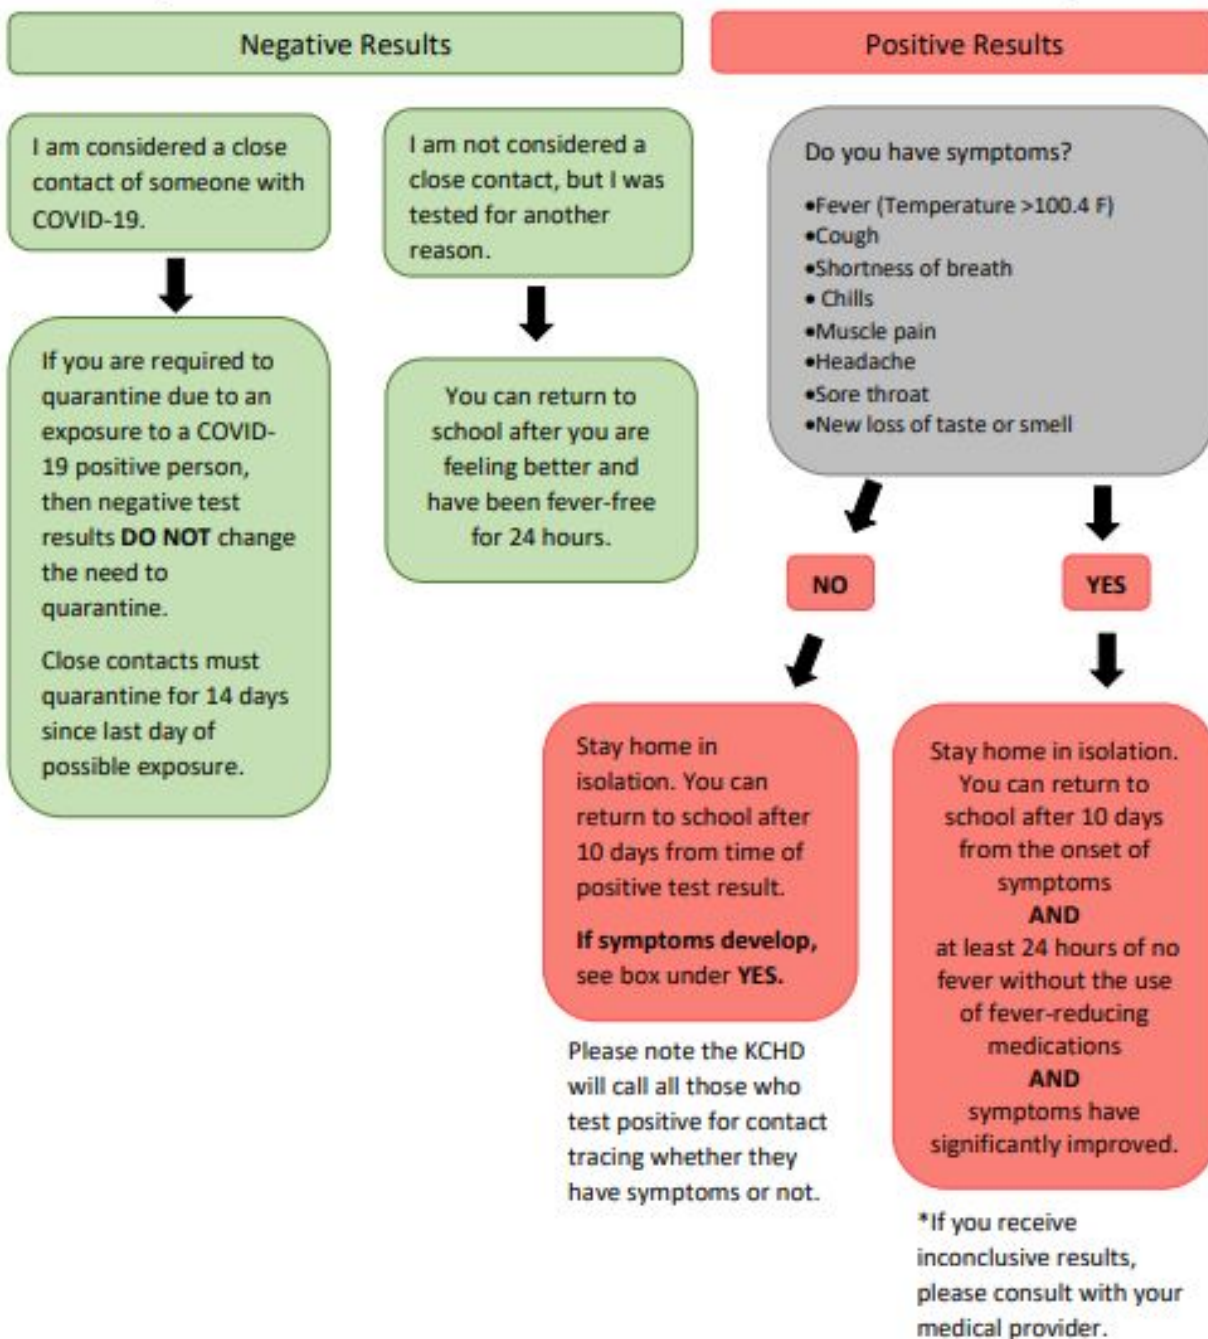 Negative Results
I am considered a close
contact of someone with
COVID-19.
If you are required to
quarantine due to an
exposure to a COVID-
19 positive person,
then negative test
results DO NOT change
the need to
quarantine.
Close contacts must
quarantine for 14 days
since last day of
possible exposure.
I am not considered a
close contact, but I was
tested for another
reason.
You can return to
school after you are
feeling better and
have been fever-free
for 24 hours.
Positive Results
Do you have symptoms?
•Fever (Temperature >100.4 F)
•Cough
•Shortness of breath
• Chills
•Muscle pain
•Headache
•Sore throat
•New loss of taste or smell
NO
Stay home in
isolation. You can
return to school after
10 days from time of
positive test result.
If symptoms develop,
see box under YES.
Please note the KCHD
will call all those who
test positive for contact
tracing whether they
have symptoms or not.
YES
Stay home in isolation.
You can return to
school after 10 days
from the onset of
symptoms
AND
at least 24 hours of no
fever without the use
of fever-reducing
medications
AND
symptoms have
significantly improved.
*If you receive
inconclusive results,
please consult with your
medical provider.